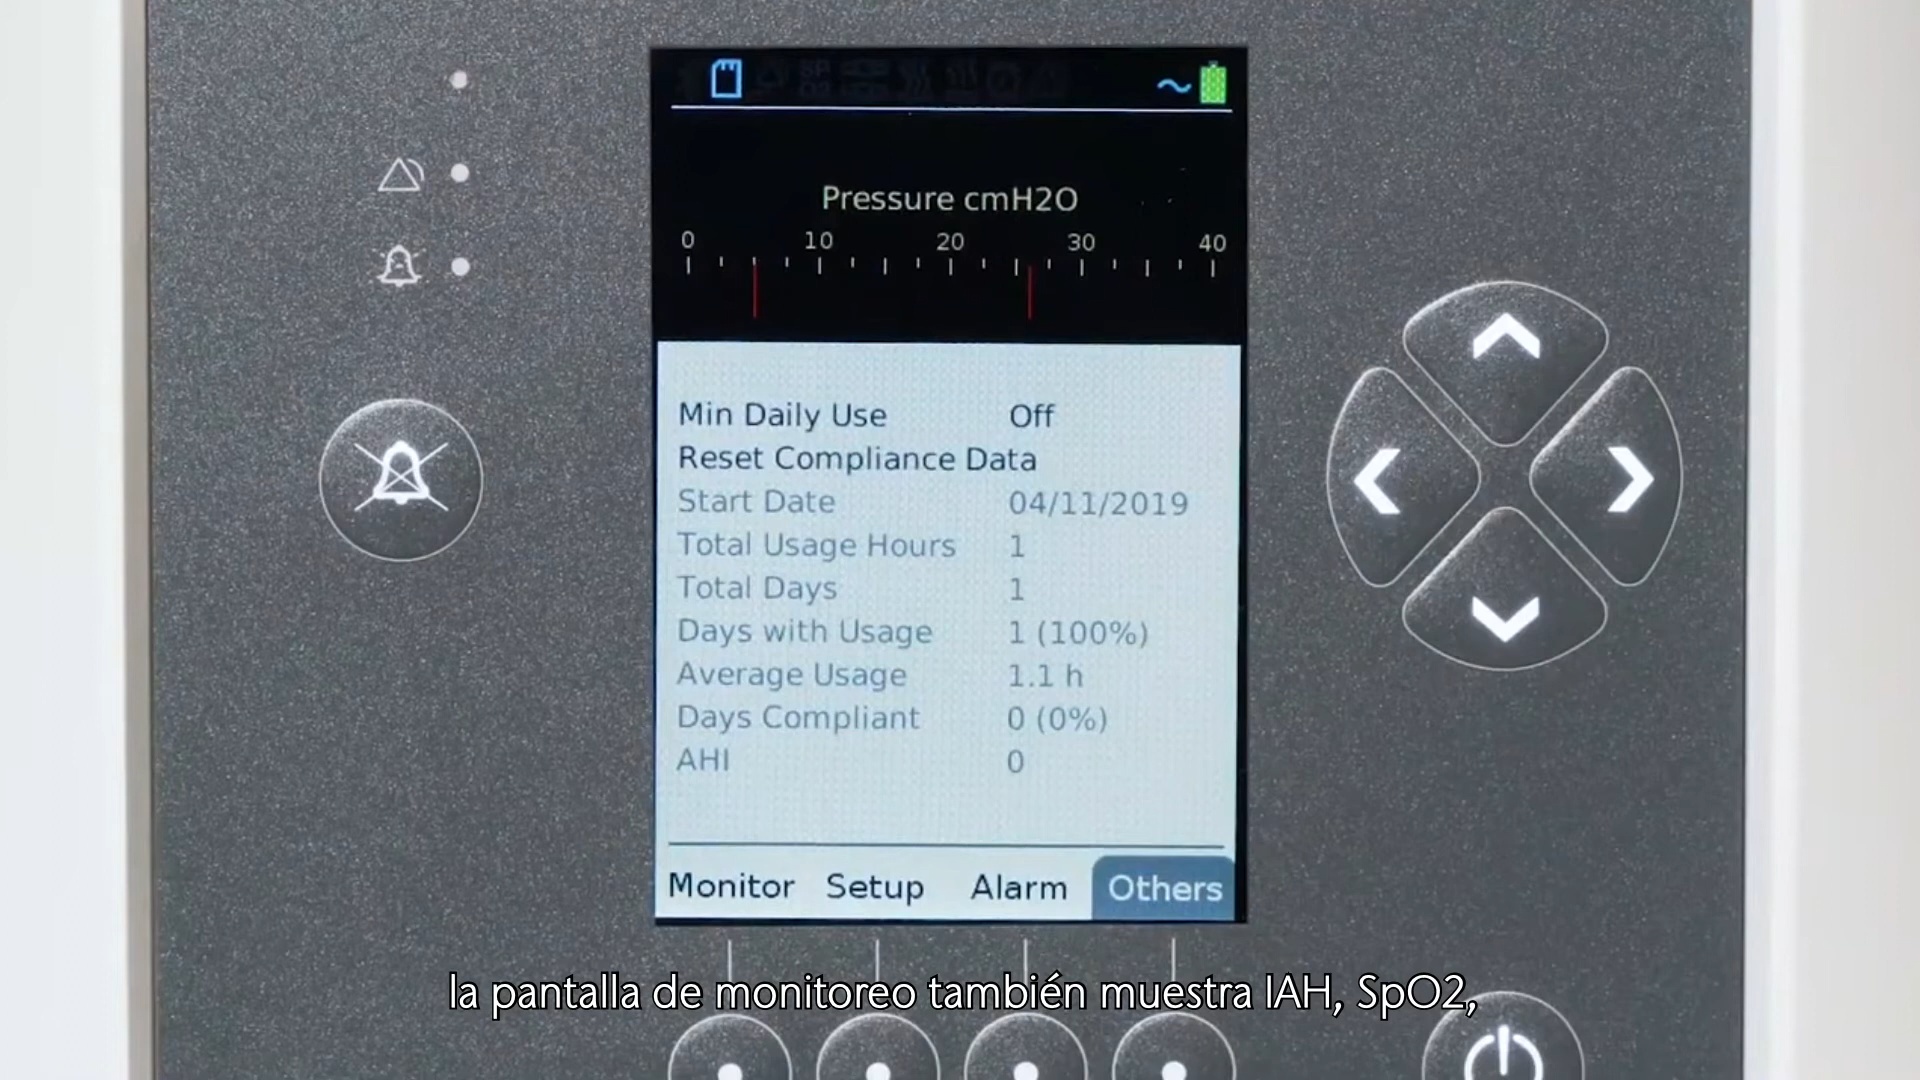 Pressure cmH2O
0 10 20 30 40
Min Daily Use Off
Reset Compliance Data
Start Date 04/11/2019
Total Usage Hours 1
Total Days 1
Days with Usage 1 (100%)
Average Usage 1.1 h
Days Compliant 0 (0%)
AHI 0
Monitor Setup Alarm Others
la pantalla de monitoreo también muestra IAH, SpO2,